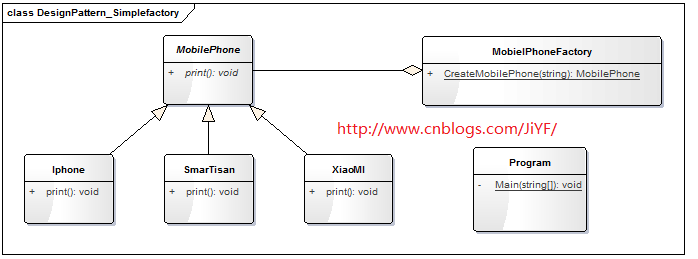 class DesignPattern_Simplefactory
MobilePhone
+ print(): void
MobielPhoneFactory
+ CreateMobilePhone(string): MobilePhone
http://www.cnblogs.com/JiYF/
Iphone
+ print(): void
SmarTisan
+ print(): void
XiaoMI
+ print(): void
Program
- Main(string[]): void